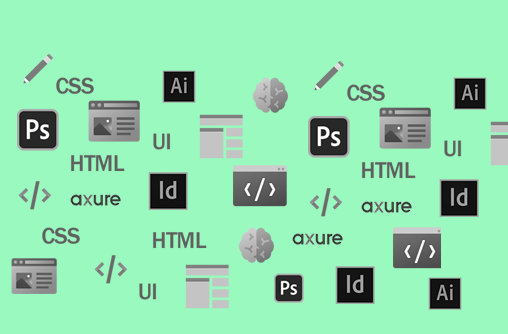 CSS
Ai
CSS
Ai
Ps
UI
Ps
UI
HTML
HTML
</>
axure
Id
</>
</>
axure
Id
CSS
HTML
axure
</>
</>
UI
Ps
Id
Ai